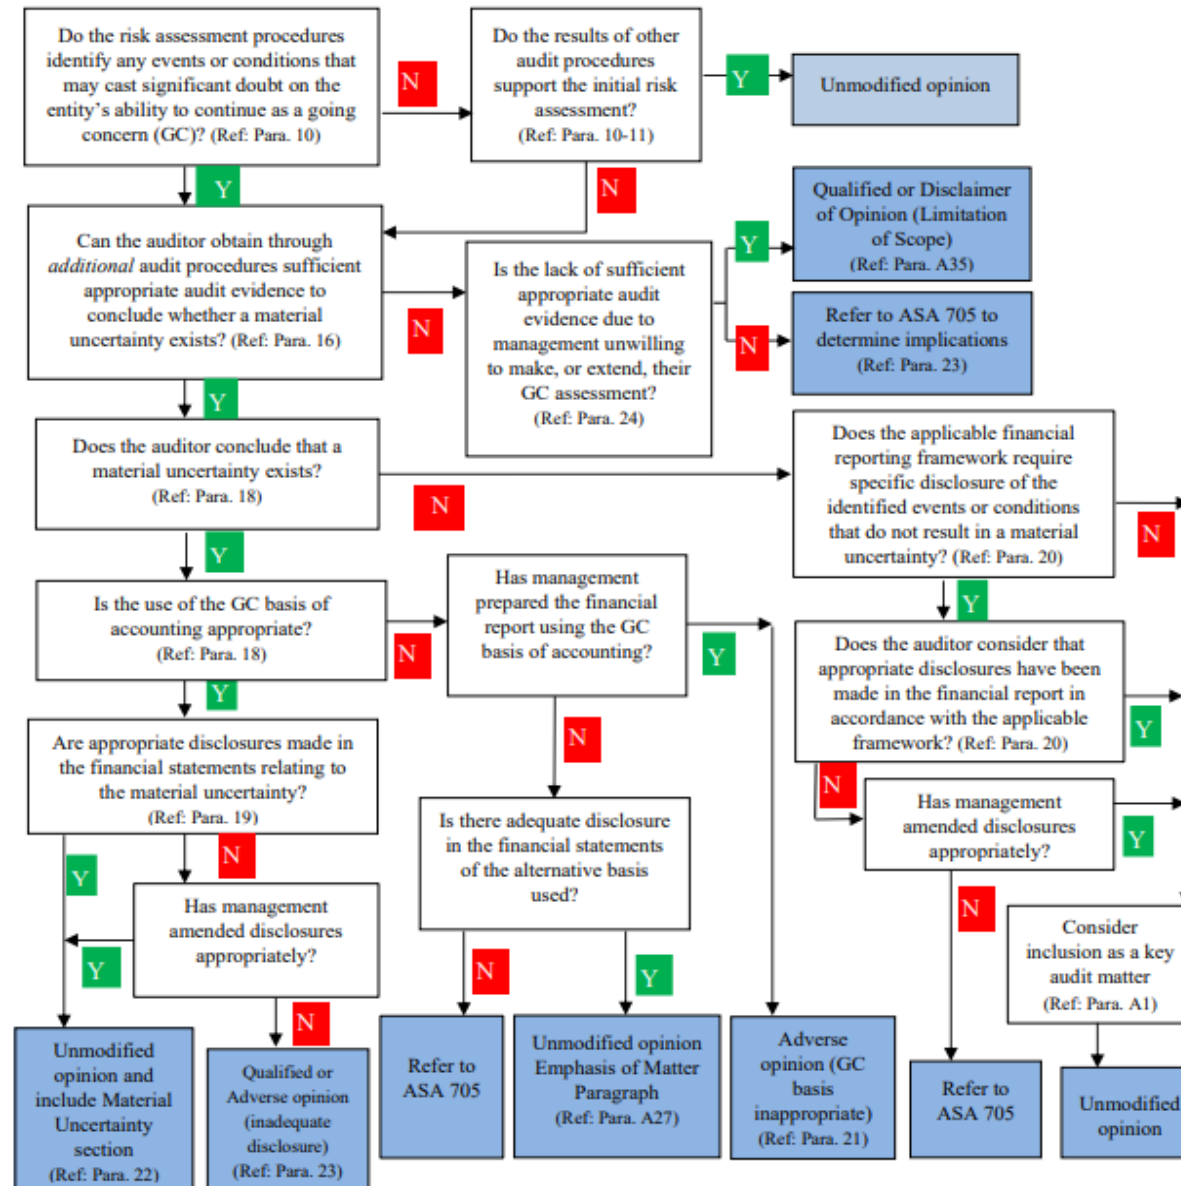 Do the risk assessment procedures
identify any events or conditions that
may cast significant doubt on the
entity's ability to continue as a going
concern (GC)? (Ref: Para. 10)
N
Do the results of other
audit procedures
support the initial risk
assessment?
(Ref: Para. 10-11)
Y
Unmodified opinion
Y
N
Can the auditor obtain through
additional audit procedures sufficient
appropriate audit evidence to
conclude whether a material
uncertainty exists? (Ref: Para. 16)
N
Is the lack of sufficient
appropriate audit
evidence due to
management unwilling
to make, or extend, their
GC assessment?
(Ref: Para. 24)
Y
Qualified or Disclaimer
of Opinion (Limitation
of Scope)
(Ref: Para. A35)
N
Refer to ASA 705 to
determine implications
(Ref: Para. 23)
Y
Does the auditor conclude that a
material uncertainty exists?
(Ref: Para. 18)
N
Does the applicable financial
reporting framework require
specific disclosure of the
identified events or conditions
that do not result in a material
uncertainty? (Ref: Para. 20)
N
Y
Is the use of the GC basis of
accounting appropriate?
(Ref: Para. 18)
N
Has management
prepared the financial
report using the GC
basis of accounting?
Y
Y
Does the auditor consider that
appropriate disclosures have been
made in the financial report in
accordance with the applicable
framework? (Ref: Para. 20)
Y
Y
Are appropriate disclosures made in
the financial statements relating to
the material uncertainty?
(Ref: Para. 19)
N
Is there adequate disclosure
in the financial statements
of the alternative basis
used?
N
Has management
amended disclosures
appropriately?
Y
Y
N
Has management
amended disclosures
appropriately?
Y
N
N
Y
N
Consider
inclusion as a key
audit matter
(Ref: Para. A1)
Unmodified
opinion and
include Material
Uncertainty
section
(Ref: Para. 22)
Qualified or
Adverse opinion
(inadequate
disclosure)
(Ref: Para. 23)
Refer to
ASA 705
Unmodified opinion
Emphasis of Matter
Paragraph
(Ref: Para. A27)
Adverse
opinion (GC
basis
inappropriate)
(Ref: Para. 21)
Refer to
ASA 705
Unmodified
opinion